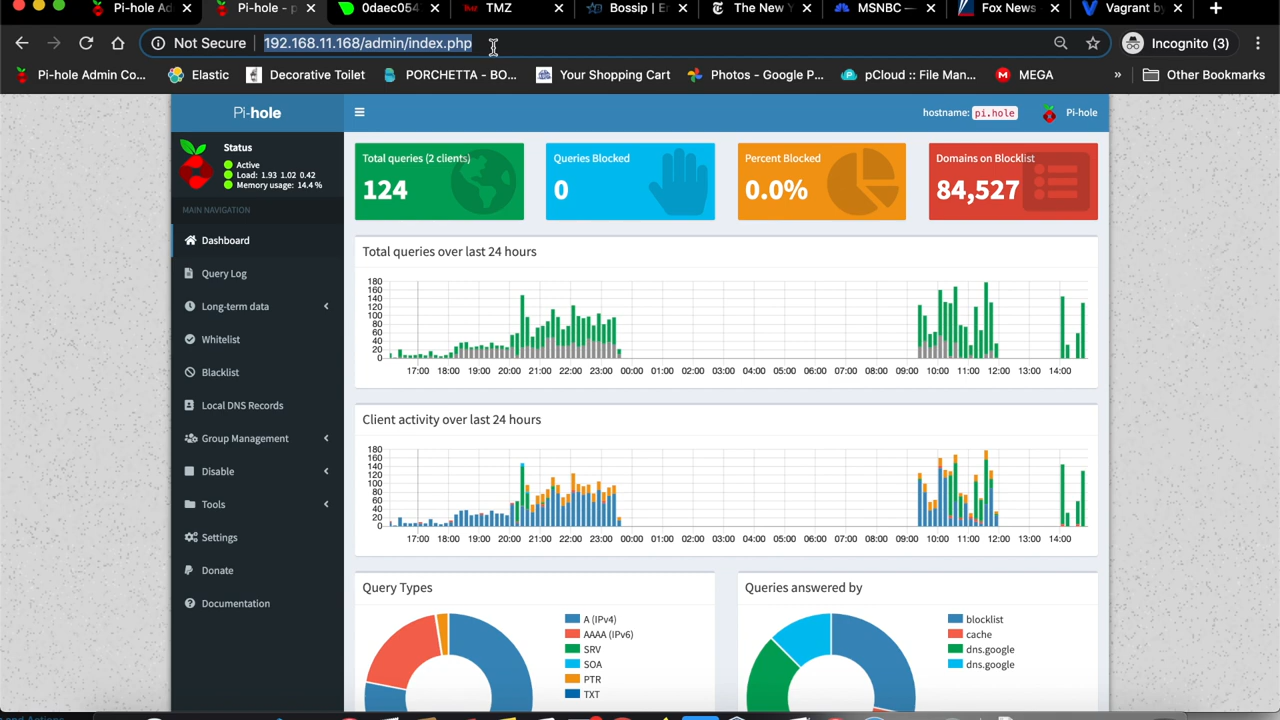 Pi-hole Ad
Pi-hole - p
0daec054
TMZ
Bossip | En
The New Y
MSNBC —
Fox News
Vagrant by
Not Secure
192.168.11.168/admin/index.php
Incognito (3)
Pi-hole Admin Co...
Elastic
Decorative Toilet
PORCHETTA - BO...
Your Shopping Cart
Photos - Google P...
pCloud :: File Man...
MEGA
»
Other Bookmarks
Pi-hole
hostname: pi.hole
Pi-hole
Status
Active
Load: 1.93 1.02 0.42
Memory usage: 14.4 %
MAIN NAVIGATION
Dashboard
Query Log
Long-term data
Whitelist
Blacklist
Local DNS Records
Group Management
Disable
Tools
Settings
Donate
Documentation
Total queries (2 clients)
124
Queries Blocked
0
Percent Blocked
0.0%
Domains on Blocklist
84,527
Total queries over last 24 hours
180
160
140
120
100
80
60
40
20
0
17:00 18:00 19:00 20:00 21:00 22:00 23:00 00:00 01:00 02:00 03:00 04:00 05:00 06:00 07:00 08:00 09:00 10:00 11:00 12:00 13:00 14:00
Client activity over last 24 hours
180
160
140
120
100
80
60
40
20
0
17:00 18:00 19:00 20:00 21:00 22:00 23:00 00:00 01:00 02:00 03:00 04:00 05:00 06:00 07:00 08:00 09:00 10:00 11:00 12:00 13:00 14:00
Query Types
A (IPv4)
AAAA (IPv6)
SRV
SOA
PTR
TXT
Queries answered by
blocklist
cache
dns.google
dns.google